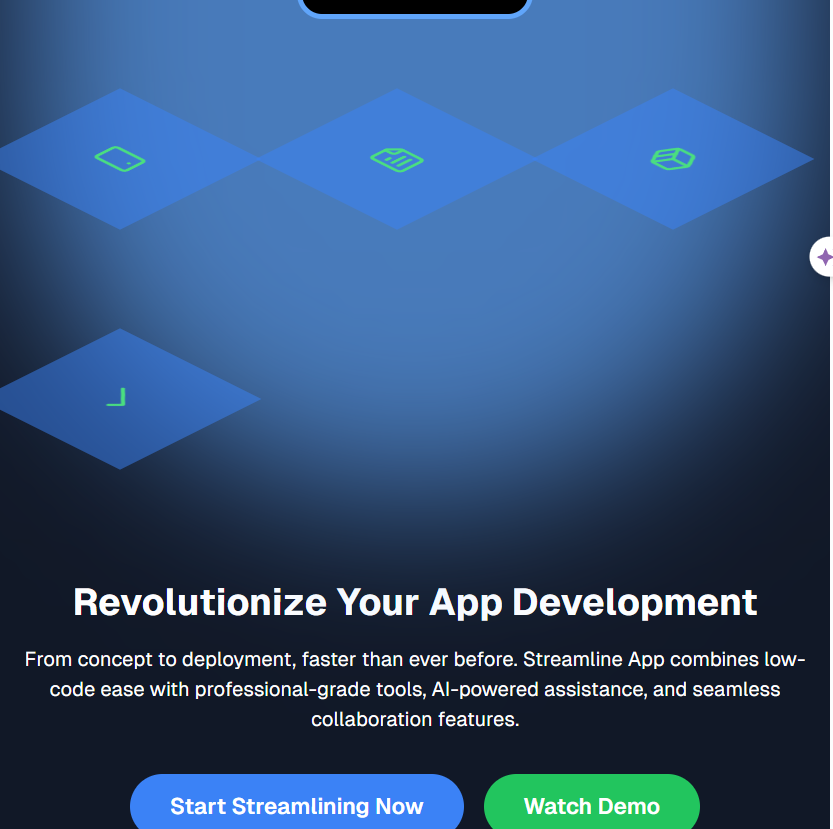 Revolutionize Your App Development
From concept to deployment, faster than ever before. Streamline App combines low-
code ease with professional-grade tools, AI-powered assistance, and seamless
collaboration features.
Start Streamlining Now
Watch Demo